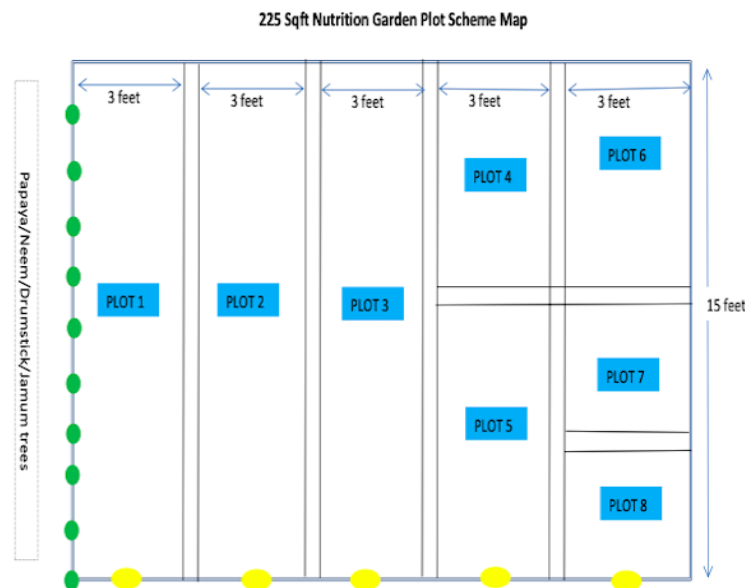 225 Sqft Nutrition Garden Plot Scheme Map
3 feet
3 feet
3 feet
3 feet
3 feet
PLOT 4
PLOT 6
Papaya/Neem/Drumstick/Jamum trees
PLOT 1
PLOT 2
PLOT 3
15 feet
PLOT 7
PLOT 5
PLOT 8